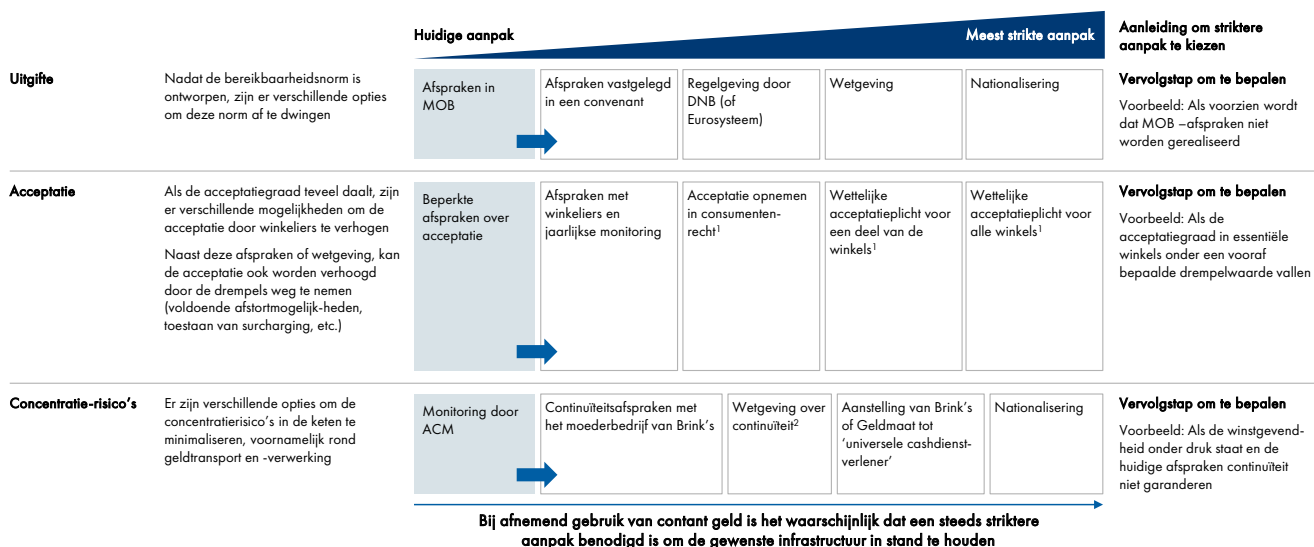 Huidige aanpak
Meest strikte aanpak
Aanleiding om striktere
aanpak te kiezen
Uitgifte
Nadat de bereikbaarheidsnorm is
ontworpen, zijn er verschillende opties
om deze norm af te dwingen
Afspraken in
MOB
Afspraken vastgelegd
in een convenant
Regelgeving door
DNB (of
Eurosysteem)
Wetgeving
Nationalisering
Vervolgstap om te bepalen
Voorbeeld: Als voorzien wordt
dat MOB –afspraken niet
worden gerealiseerd
Acceptatie
Als de acceptatiegraad teveel daalt, zijn
er verschillende mogelijkheden om de
acceptatie door winkeliers te verhogen
Naast deze afspraken of wetgeving, kan
de acceptatie ook worden verhoogd
door de drempels weg te nemen
(voldoende afstortmogelijk-heden,
toestaan van surcharging, etc.)
Beperkte
afspraken over
acceptatie
Afspraken met
winkeliers en
jaarlijkse monitoring
Acceptatie opnemen
in consumenten-
recht¹
Wettelijke
acceptatieplicht voor
een deel van de
winkels¹
Wettelijke
acceptatieplicht voor
alle winkels¹
Vervolgstap om te bepalen
Voorbeeld: Als de
acceptatiegraad in essentiële
winkels onder een vooraf
bepaalde drempelwaarde vallen
Concentratie-risico's
Er zijn verschillende opties om de
concentratierisico's in de keten te
minimaliseren, voornamelijk rond
geldtransport en -verwerking
Monitoring door
ACM
Continuïteitsafspraken met
het moederbedrijf van Brink's
Wetgeving over
continuïteit²
Aanstelling van Brink's
of Geldmaat tot
'universele cashdienst-
verlener'
Nationalisering
Vervolgstap om te bepalen
Voorbeeld: Als de winstgevend-
heid onder druk staat en de
huidige afspraken continuïteit
niet garanderen
Bij afnemend gebruik van contant geld is het waarschijnlijk dat een steeds striktere
aanpak benodigd is om de gewenste infrastructuur in stand te houden